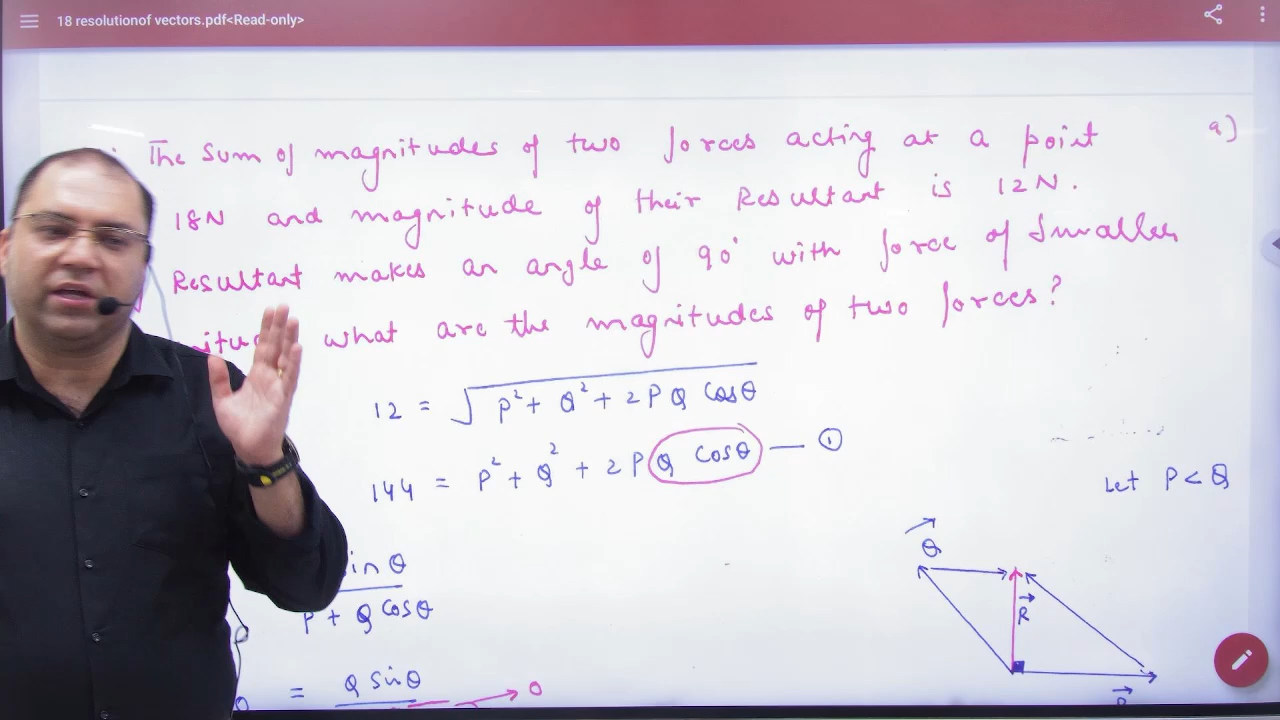 18 resolutionof vectors.pdf<Read-only>
The Sum of magnitudes of two forces acting at a point
a)
18N and magnitude of their Resultant is 12N.
Resultant makes an angle of 90° with force of Smaller
what are the magnitudes of two forces?
12 = √P² + Q² + 2PQ Cosθ
144 = P² + Q² + 2PQ Cosθ — ①
Let P < Q
Q
R
inθ
P + Q Cosθ
= Q Sinθ
0